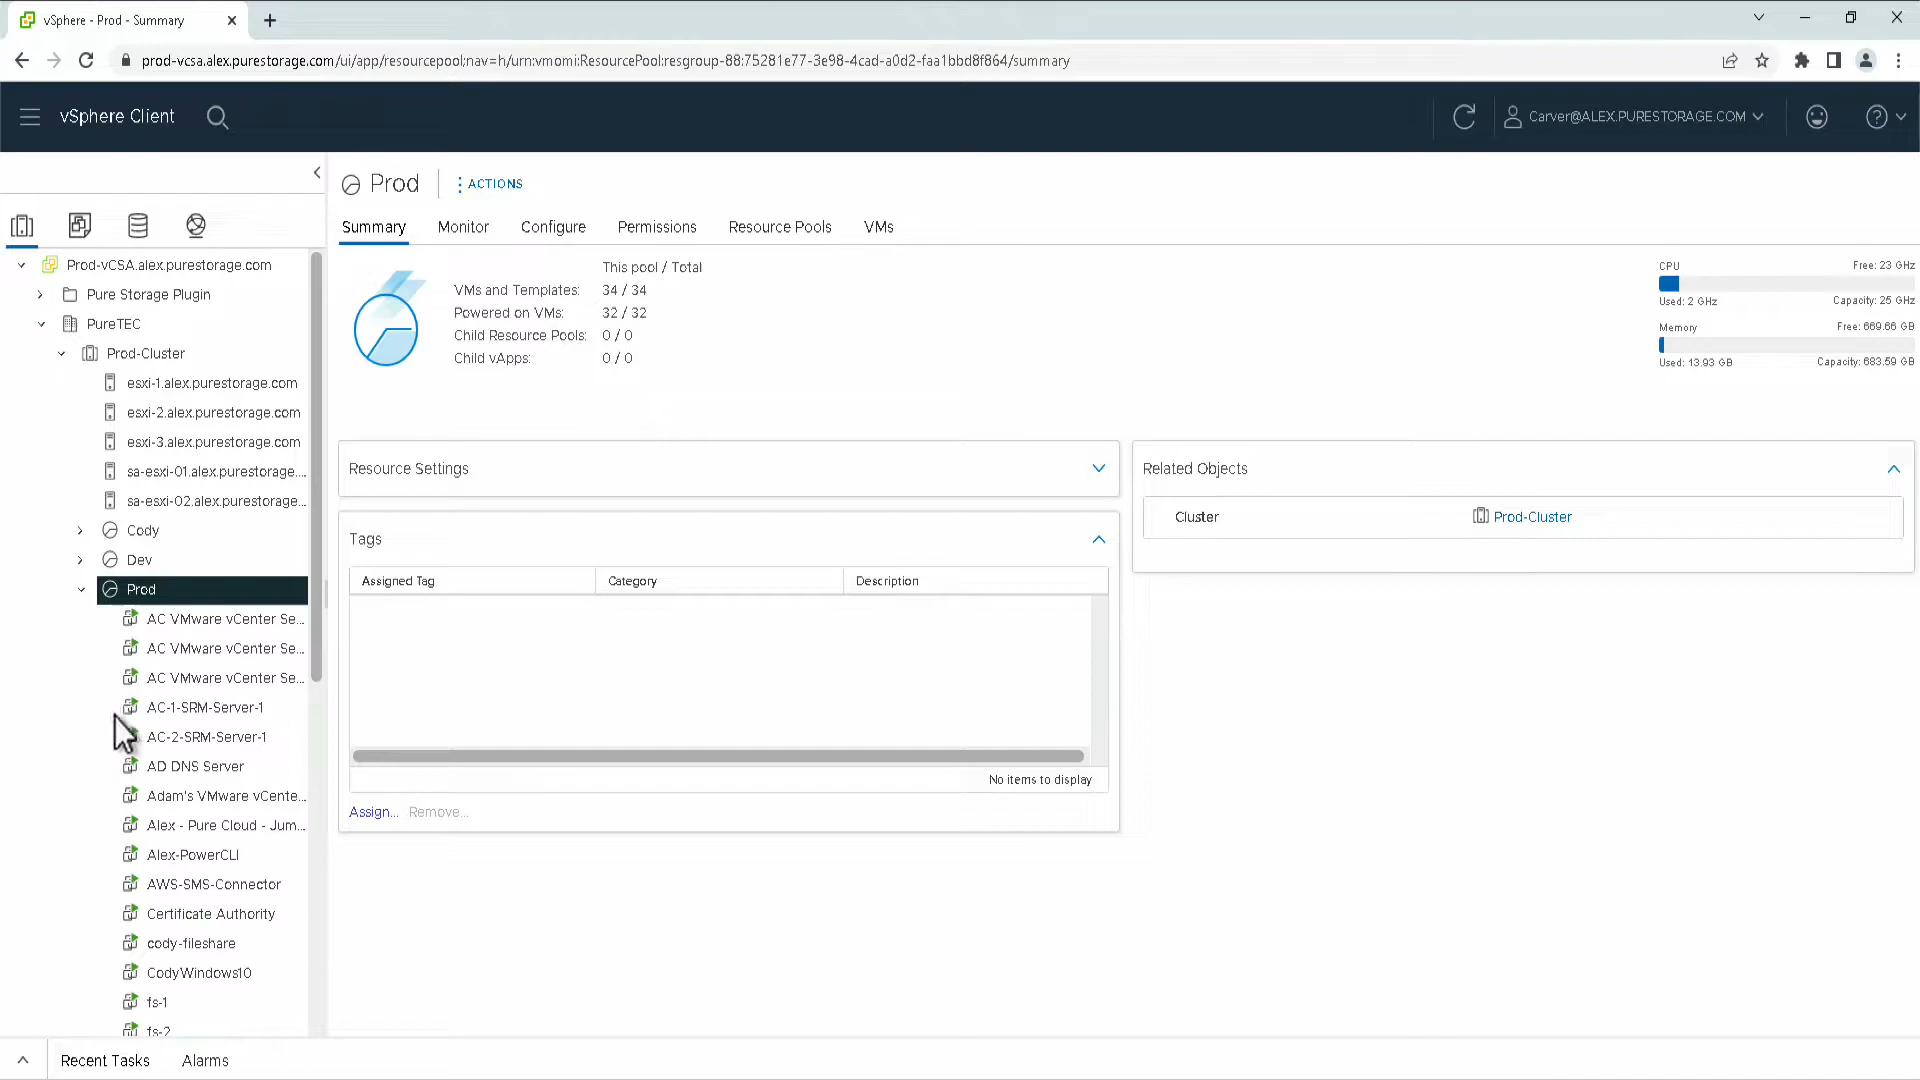 vSphere - Prod - Summary
prod-vcsa.alex.purestorage.com/ui/app/resourcepool;nav=h/urn:vmomi:ResourcePool:resgroup-88:75281e77-3e98-4cad-a0d2-faa1bbd8f864/summary
vSphere Client
Carver@ALEX.PURESTORAGE.COM
Prod
ACTIONS
Summary Monitor Configure Permissions Resource Pools VMs
Prod-vCSA.alex.purestorage.com
Pure Storage Plugin
PureTEC
Prod-Cluster
esxi-1.alex.purestorage.com
esxi-2.alex.purestorage.com
esxi-3.alex.purestorage.com
sa-esxi-01.alex.purestorage....
sa-esxi-02.alex.purestorage...
Cody
Dev
Prod
AC VMware vCenter Se...
AC VMware vCenter Se...
AC VMware vCenter Se...
AC-1-SRM-Server-1
AC-2-SRM-Server-1
AD DNS Server
Adam's VMware vCente...
Alex - Pure Cloud - Jum...
Alex-PowerCLI
AWS-SMS-Connector
Certificate Authority
cody-fileshare
CodyWindows10
fs-1
fs-2
This pool / Total
VMs and Templates: 34 / 34
Powered on VMs: 32 / 32
Child Resource Pools: 0 / 0
Child vApps: 0 / 0
CPU Free: 23 GHz
Used: 2 GHz Capacity: 25 GHz
Memory Free: 669.66 GB
Used: 13.93 GB Capacity: 683.59 GB
Resource Settings
Tags
Assigned Tag Category Description
No items to display
Assign... Remove...
Related Objects
Cluster Prod-Cluster
Recent Tasks Alarms